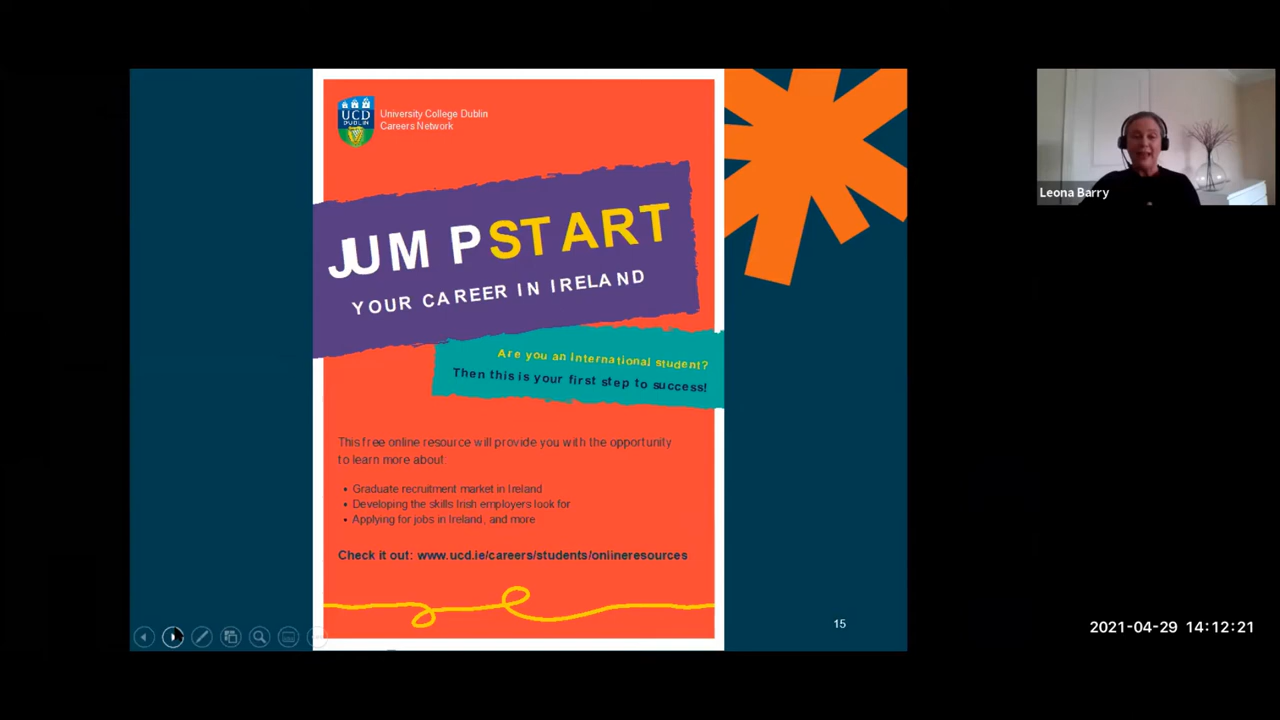 UCD
DUBLIN
University College Dublin
Careers Network
JUMPSTART
YOUR CAREER IN IRELAND
Are you an International student?
Then this is your first step to success!
This free online resource will provide you with the opportunity
to learn more about:
• Graduate recruitment market in Ireland
• Developing the skills Irish employers look for
• Applying for jobs in Ireland, and more
Check it out: www.ucd.ie/careers/students/onlineresources
15
Leona Barry
2021-04-29 14:12:21